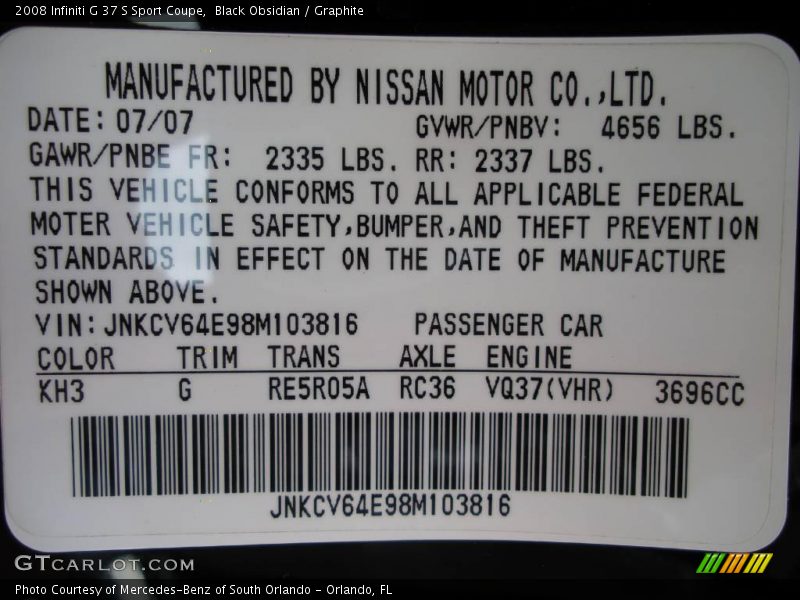 2008 Infiniti G 37 S Sport Coupe,  Black Obsidian / Graphite
MANUFACTURED BY NISSAN MOTOR CO.,LTD.
DATE: 07/07 GVWR/PNBV: 4656 LBS.
GAWR/PNBE FR: 2335 LBS. RR: 2337 LBS.
THIS VEHICLE CONFORMS TO ALL APPLICABLE FEDERAL
MOTER VEHICLE SAFETY,BUMPER,AND THEFT PREVENTION
STANDARDS IN EFFECT ON THE DATE OF MANUFACTURE
SHOWN ABOVE.
VIN: JNKCV64E98M103816 PASSENGER CAR
COLOR TRIM TRANS AXLE ENGINE
KH3 G RE5R05A RC36 VQ37(VHR) 3696CC
JNKCV64E98M103816
GTCARLOT.COM
Photo Courtesy of Mercedes-Benz of South Orlando - Orlando, FL